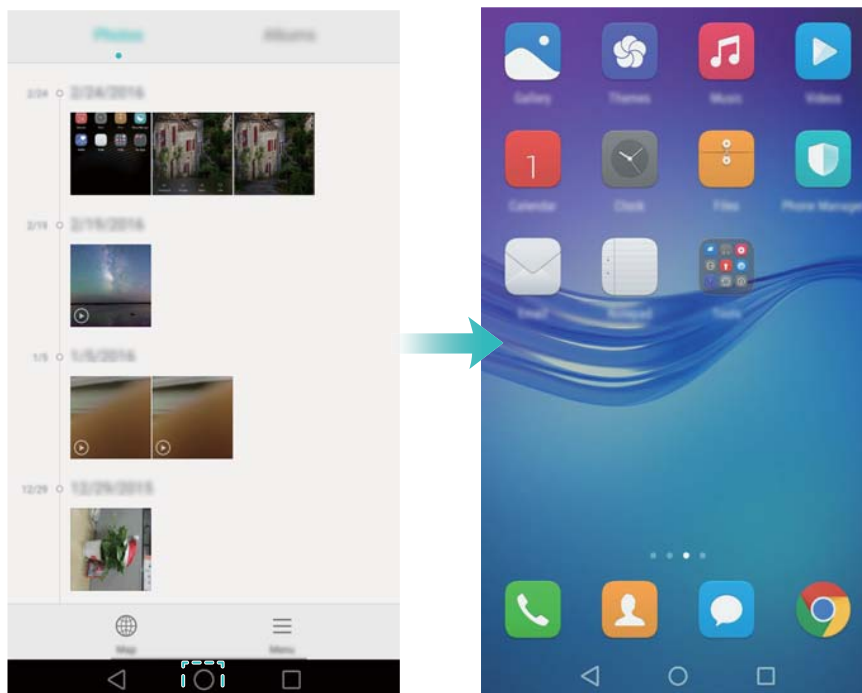 Photos
Albums
2/24
2/24/2016
2/19
2/19/2016
1/5
1/5/2016
12/29
12/29/2015
Map
Menu
Gallery
Themes
Music
Videos
1
Calendar
Clock
Files
Phone Manager
Email
Notepad
Tools